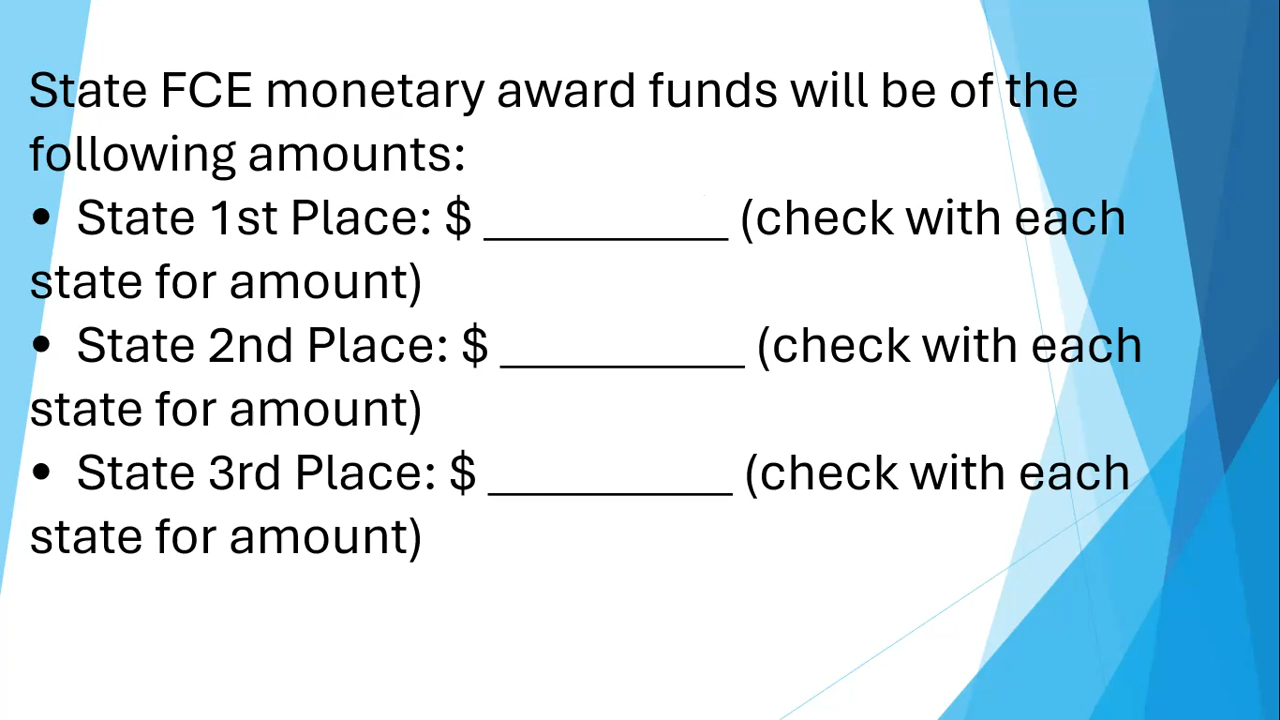 State FCE monetary award funds will be of the
following amounts:
• State 1st Place: $ __________ (check with each
state for amount)
• State 2nd Place: $ __________ (check with each
state for amount)
• State 3rd Place: $ __________ (check with each
state for amount)